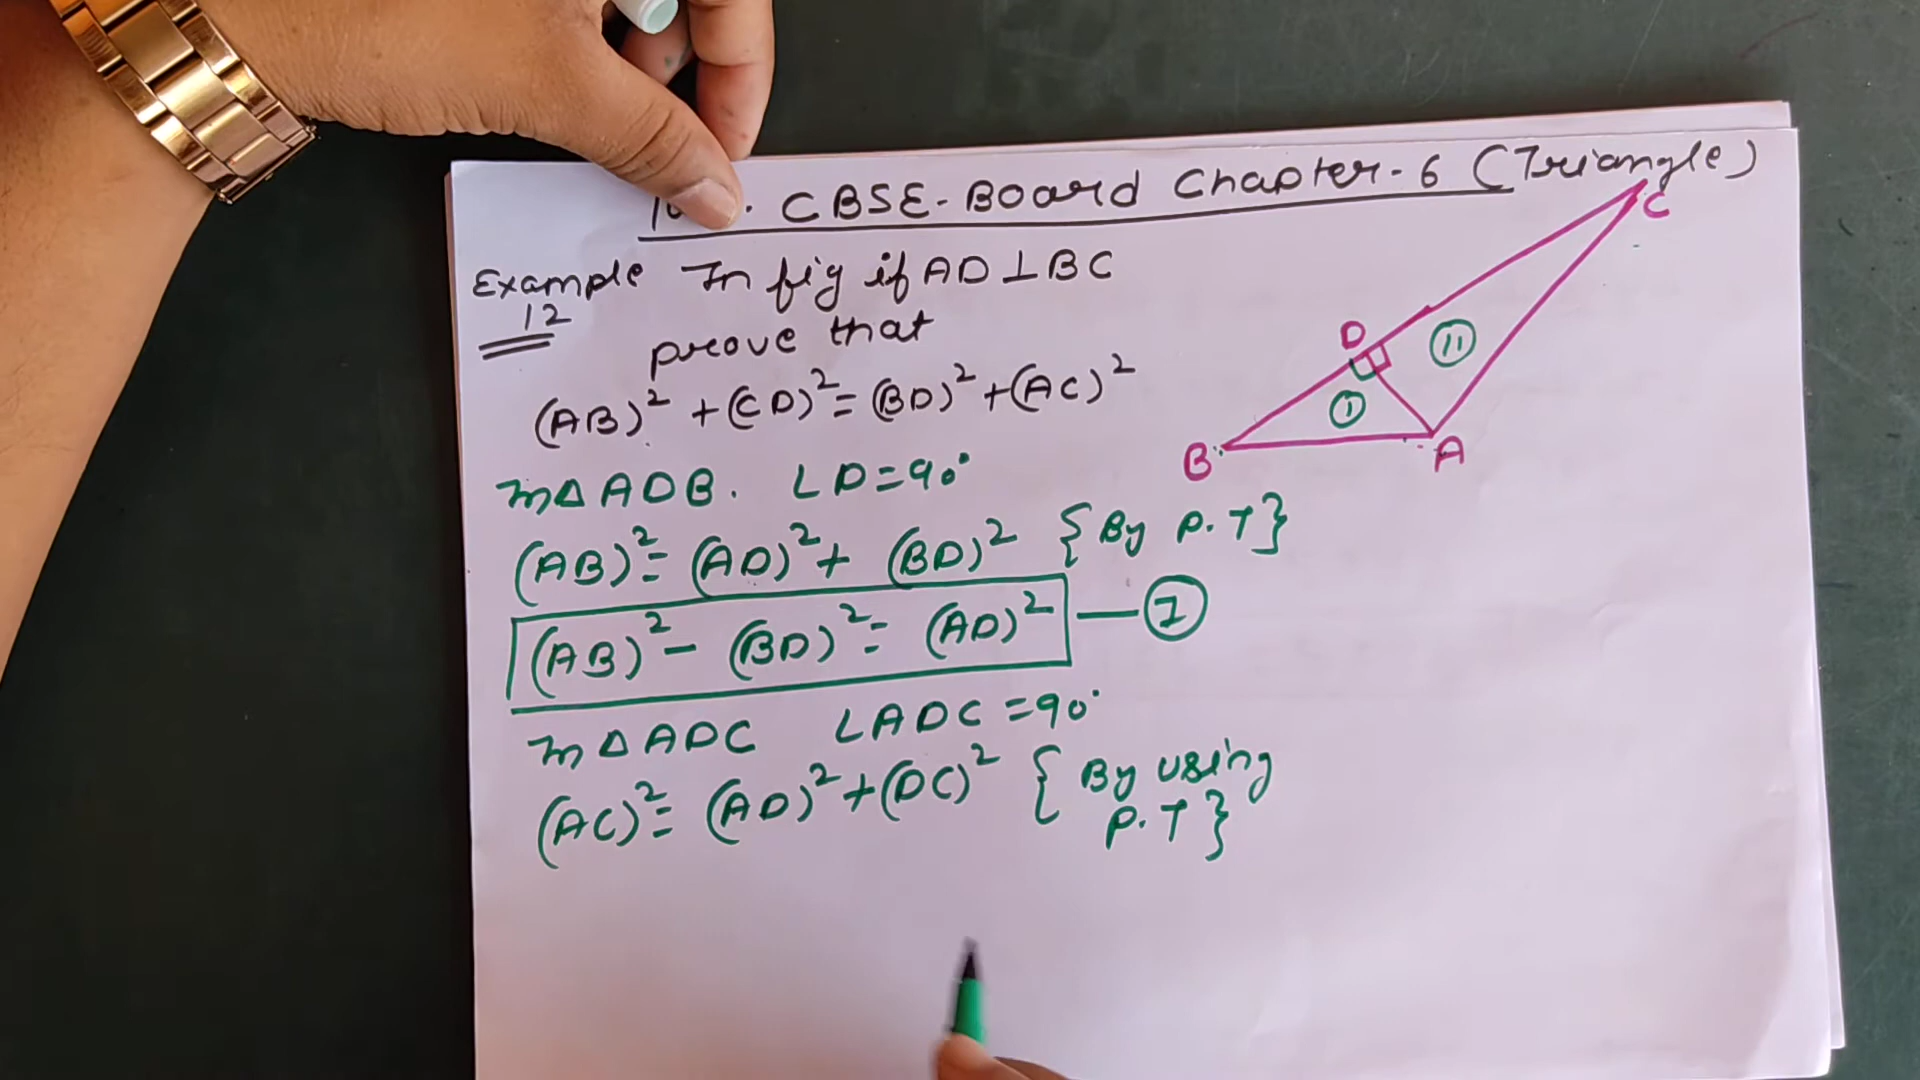 . CBSE-Board Chapter-6 (Triangle)
Example In fig if AD⊥BC
12
prove that
(AB)² + (CD)² = (BD)² + (AC)²
C
D
II
I
B
A
In △ ADB. ∠D=90°
(AB)² = (AD)² + (BD)² {By P.T}
(AB)² - (BD)² = (AD)² — I
In △ ADC ∠ADC =90°
(AC)² = (AD)² + (DC)² { By using
P.T }